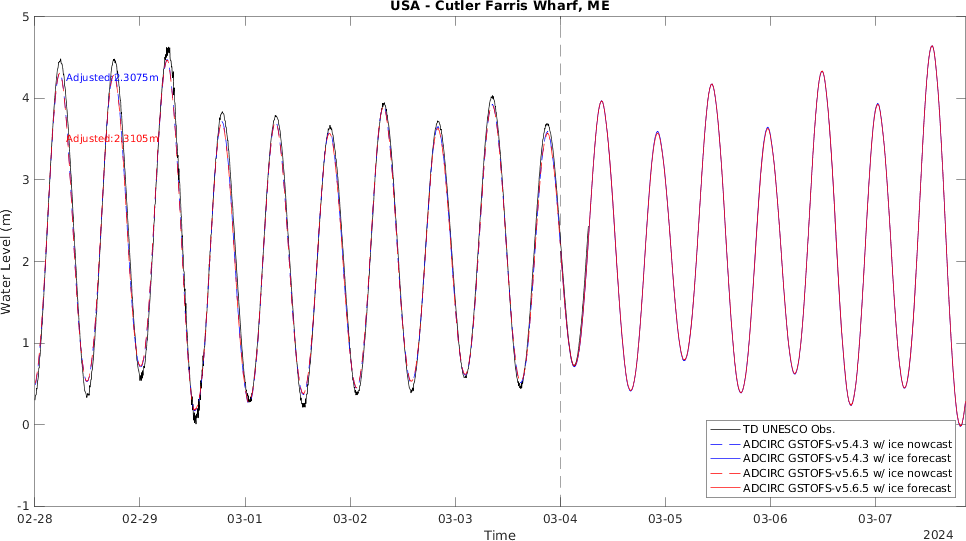 USA - Cutler Farris Wharf, ME
5
4
3
2
1
0
-1
Water Level (m)
Adjusted:2.3075m
Adjusted:2.3105m
TD UNESCO Obs.
ADCIRC GSTOFS-v5.4.3 w/ ice nowcast
ADCIRC GSTOFS-v5.4.3 w/ ice forecast
ADCIRC GSTOFS-v5.6.5 w/ ice nowcast
ADCIRC GSTOFS-v5.6.5 w/ ice forecast
02-28 02-29 03-01 03-02 03-03 03-04 03-05 03-06 03-07
Time
2024